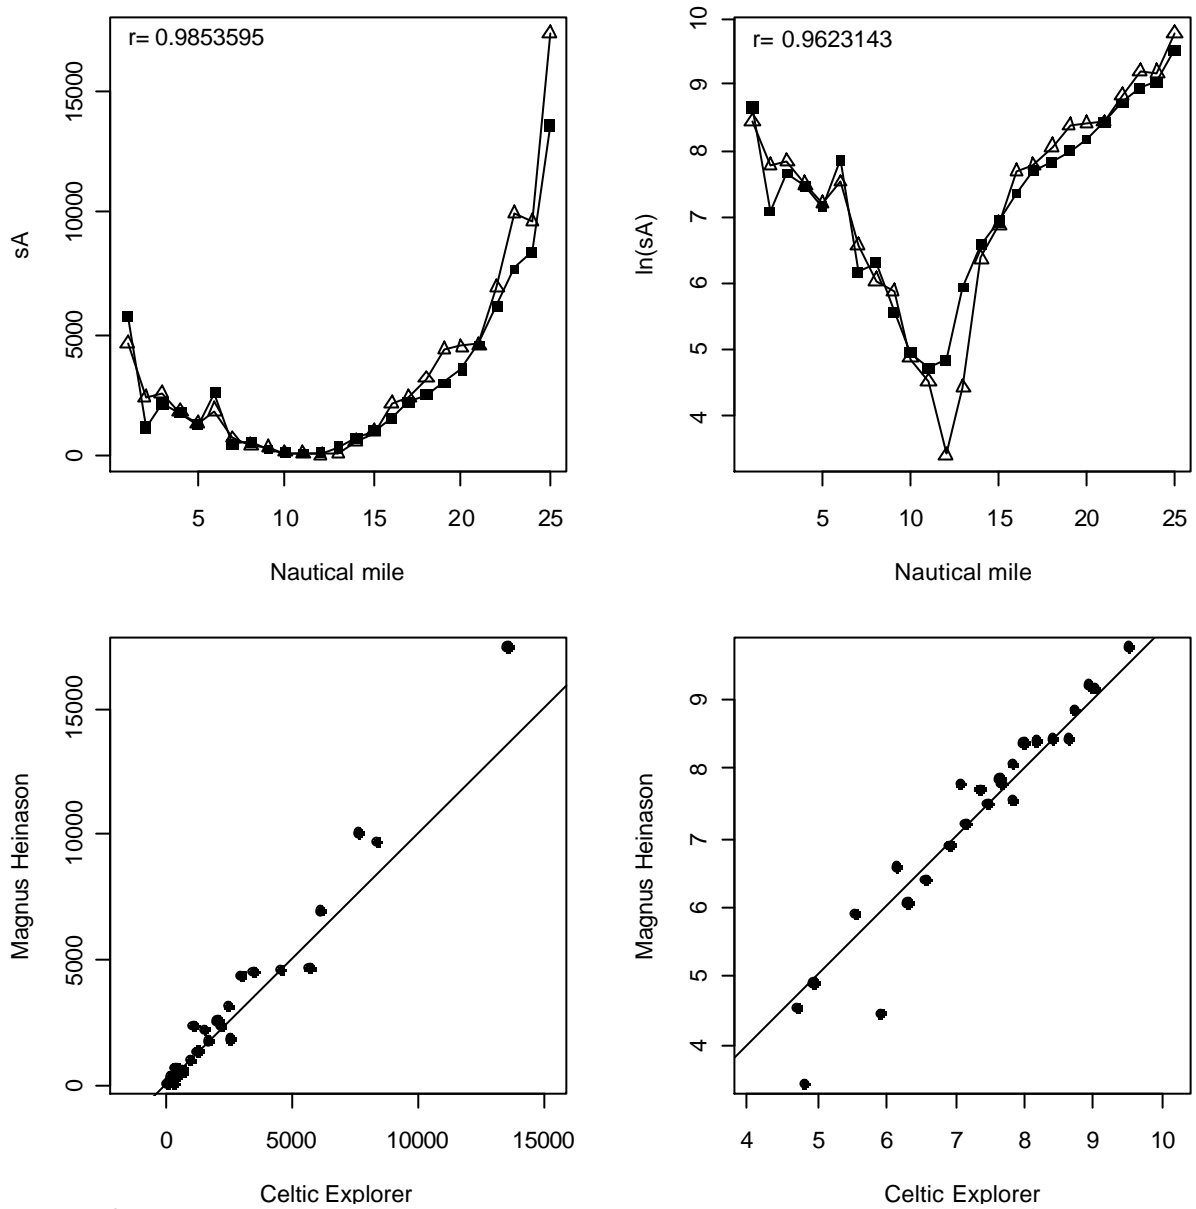 r= 0.9853595
sA
15000
10000
5000
0
5 10 15 20 25
Nautical mile
r= 0.9623143
ln(sA)
10
9
8
7
6
5
4
5 10 15 20 25
Nautical mile
Magnus Heinason
15000
10000
5000
0
0 5000 10000 15000
Celtic Explorer
Magnus Heinason
9
8
7
6
5
4
4 5 6 7 8 9 10
Celtic Explorer